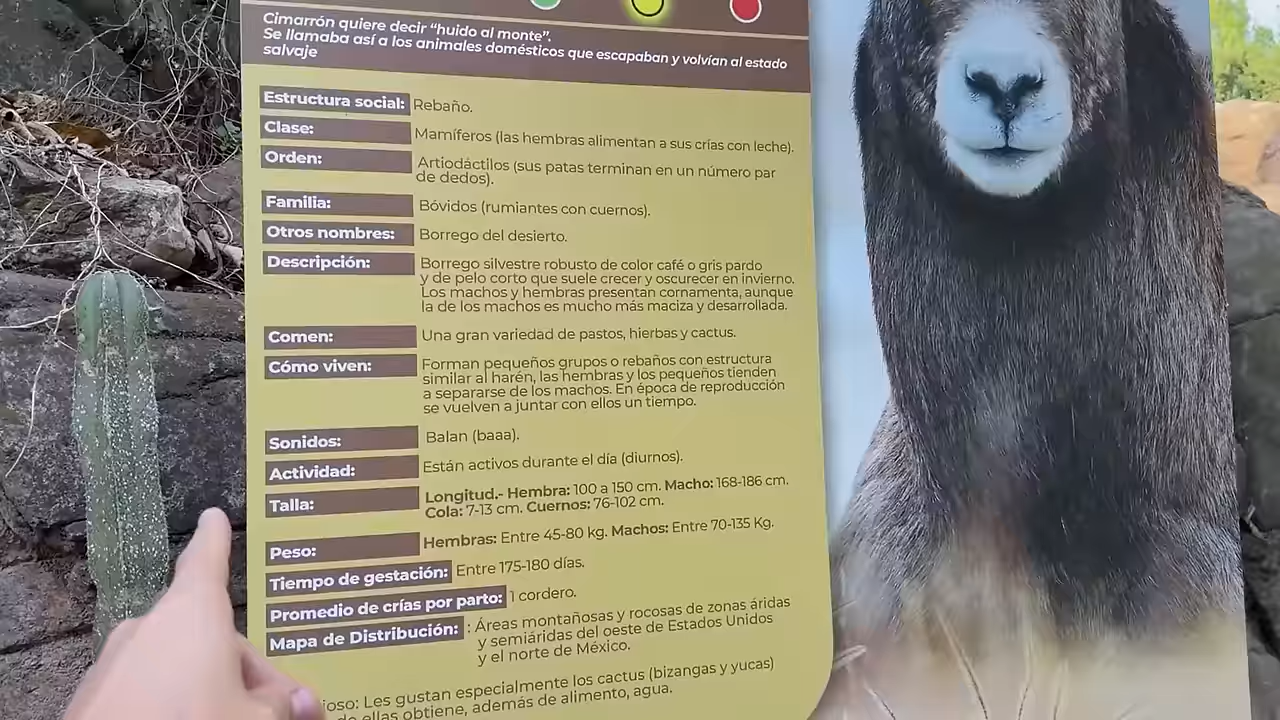 Cimarrón quiere decir “huido al monte”.
Se llamaba así a los animales domésticos que escapaban y volvían al estado
salvaje
Estructura social: Rebaño.
Clase: Mamíferos (las hembras alimentan a sus crías con leche).
Orden: Artiodáctilos (sus patas terminan en un número par
de dedos).
Familia: Bóvidos (rumiantes con cuernos).
Otros nombres: Borrego del desierto.
Descripción: Borrego silvestre robusto de color café o gris pardo
y de pelo corto que suele crecer y oscurecer en invierno.
Los machos y hembras presentan cornamenta, aunque
la de los machos es mucho más maciza y desarrollada.
Comen: Una gran variedad de pastos, hierbas y cactus.
Cómo viven: Forman pequeños grupos o rebaños con estructura
similar al harén, las hembras y los pequeños tienden
a separarse de los machos. En época de reproducción
se vuelven a juntar con ellos un tiempo.
Sonidos: Balan (baaa).
Actividad: Están activos durante el día (diurnos).
Talla: Longitud.- Hembra: 100 a 150 cm. Macho: 168-186 cm.
Cola: 7-13 cm. Cuernos: 76-102 cm.
Peso: Hembras: Entre 45-80 kg. Machos: Entre 70-135 Kg.
Tiempo de gestación: Entre 175-180 días.
Promedio de crías por parto: 1 cordero.
Mapa de Distribución: : Áreas montañosas y rocosas de zonas áridas
y semiáridas del oeste de Estados Unidos
y el norte de México.
ioso: Les gustan especialmente los cactus (bizangas y yucas)
de ellas obtiene, además de alimento, agua.